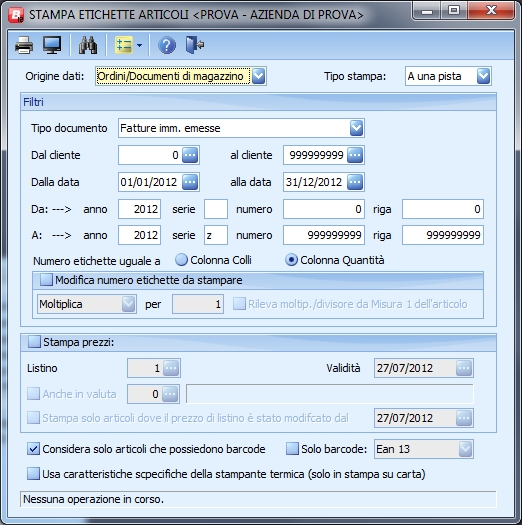 STAMPA ETICHETTE ARTICOLI <PROVA - AZIENDA DI PROVA>
Origine dati: Ordini/Documenti di magazzino Tipo stampa: A una pista
Filtri
Tipo documento Fatture imm. emesse
Dal cliente 0 al cliente 999999999
Dalla data 01/01/2012 alla data 31/12/2012
Da: ---> anno 2012 serie numero 0 riga 0
A: ---> anno 2012 serie z numero 999999999 riga 999999999
Numero etichette uguale a Colonna Colli Colonna Quantità
Modifica numero etichette da stampare
Moltiplica per 1 Rileva moltip./divisore da Misura 1 dell'articolo
Stampa prezzi:
Listino 1 Validità 27/07/2012
Anche in valuta 0
Stampa solo articoli dove il prezzo di listino è stato modifcato dal 27/07/2012
Considera solo articoli che possiedono barcode Solo barcode: Ean 13
Usa caratteristiche scpecifiche della stampante termica (solo in stampa su carta)
Nessuna operazione in corso.